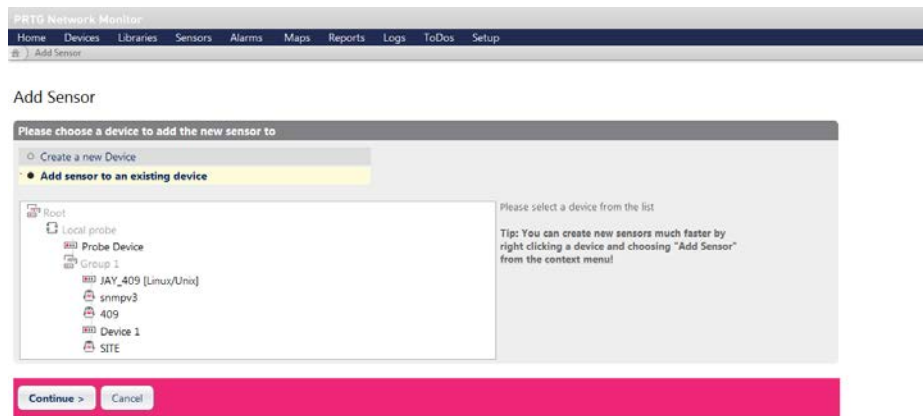 PRTG Network Monitor
Home Devices Libraries Sensors Alarms Maps Reports Logs ToDos Setup
Add Sensor
Add Sensor
Please choose a device to add the new sensor to
Create a new Device
Add sensor to an existing device
Root
Local probe
Probe Device
Group 1
JAY_409 [Linux/Unix]
snmpv3
409
Device 1
SITE
Please select a device from the list
Tip: You can create new sensors much faster by
right clicking a device and choosing "Add Sensor"
from the context menu!
Continue >
Cancel